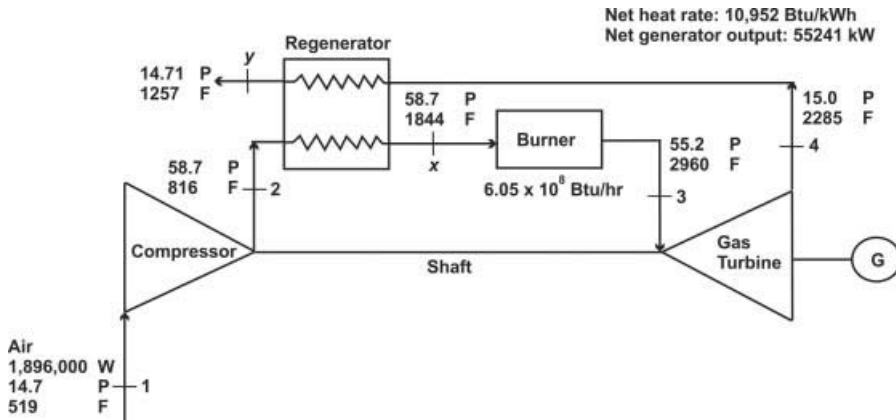 Net heat rate: 10,952 Btu/kWh
Net generator output: 55241 kW
y
Regenerator
14.71 P
1257 F
58.7 P
1844 F
x
Burner
6.05 x 10⁸ Btu/hr
55.2 P
2960 F
3
15.0 P
2285 F
4
58.7 P
816 F
2
Compressor
Shaft
Gas
Turbine
G
Air
1,896,000 W
14.7 P
1
519 F